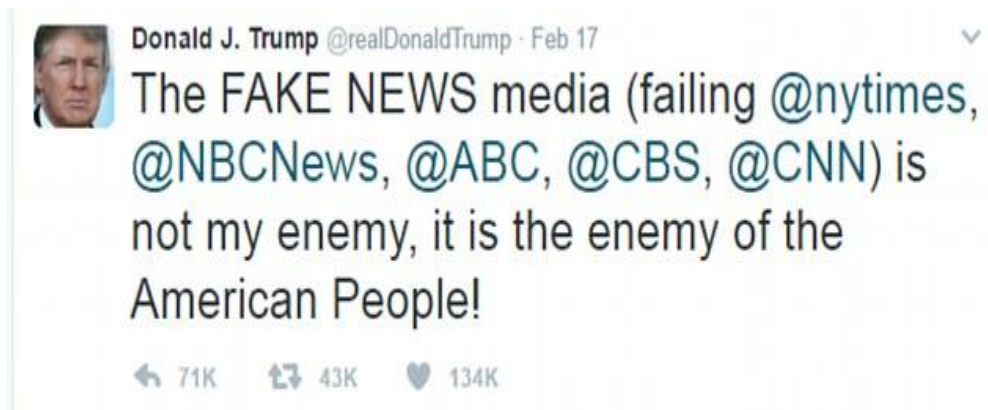 Donald J. Trump @realDonaldTrump · Feb 17
The FAKE NEWS media (failing @nytimes,
@NBCNews, @ABC, @CBS, @CNN) is
not my enemy, it is the enemy of the
American People!
71K 43K 134K